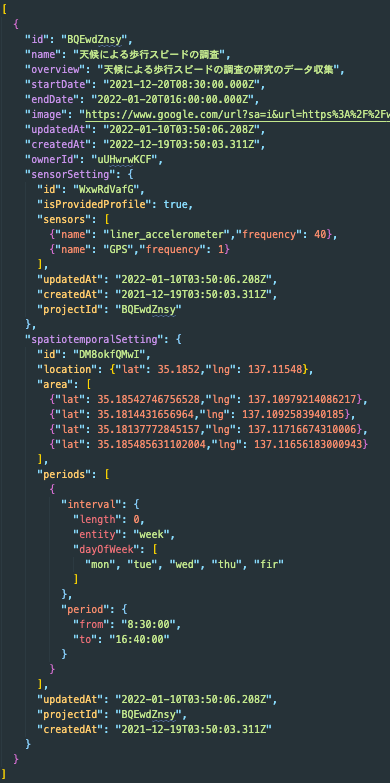 [
{
"id": "BQEwdZnsy",
"name": "天候による歩行スピードの調査",
"overview": "天候による歩行スピードの調査の研究のデータ収集",
"startDate": "2021-12-20T08:30:00.000Z",
"endDate": "2022-01-20T016:00:00.000Z",
"image": "https://www.google.com/url?sa=i&url=https%3A%2F%2Fw
"updatedAt": "2022-01-10T03:50:06.208Z",
"createdAt": "2022-12-19T03:50:03.311Z",
"ownerId": "uUHwrwKCF",
"sensorSetting": {
"id": "WxwRdVafG",
"isProvidedProfile": true,
"sensors": [
{"name": "liner_accelerometer","frequency": 40},
{"name": "GPS","frequency": 1}
],
"updatedAt": "2022-01-10T03:50:06.208Z",
"createdAt": "2021-12-19T03:50:03.311Z",
"projectId": "BQEwdZnsy"
},
"spatiotemporalSetting": {
"id": "DM8okfQMwI",
"location": {"lat": 35.1852,"lng": 137.11548},
"area": [
{"lat": 35.18542746756528,"lng": 137.10979214086217},
{"lat": 35.1814431656964,"lng": 137.1092583940185},
{"lat": 35.18137772845157,"lng": 137.11716674310006},
{"lat": 35.185485631102004,"lng": 137.11656183000943}
],
"periods": [
{
"interval": {
"length": 0,
"entity": "week",
"dayOfWeek": [
"mon", "tue", "wed", "thu", "fir"
]
},
"period": {
"from": "8:30:00",
"to": "16:40:00"
}
}
],
"updatedAt": "2022-01-10T03:50:06.208Z",
"projectId": "BQEwdZnsy",
"createdAt": "2021-12-19T03:50:03.311Z"
}
}
]